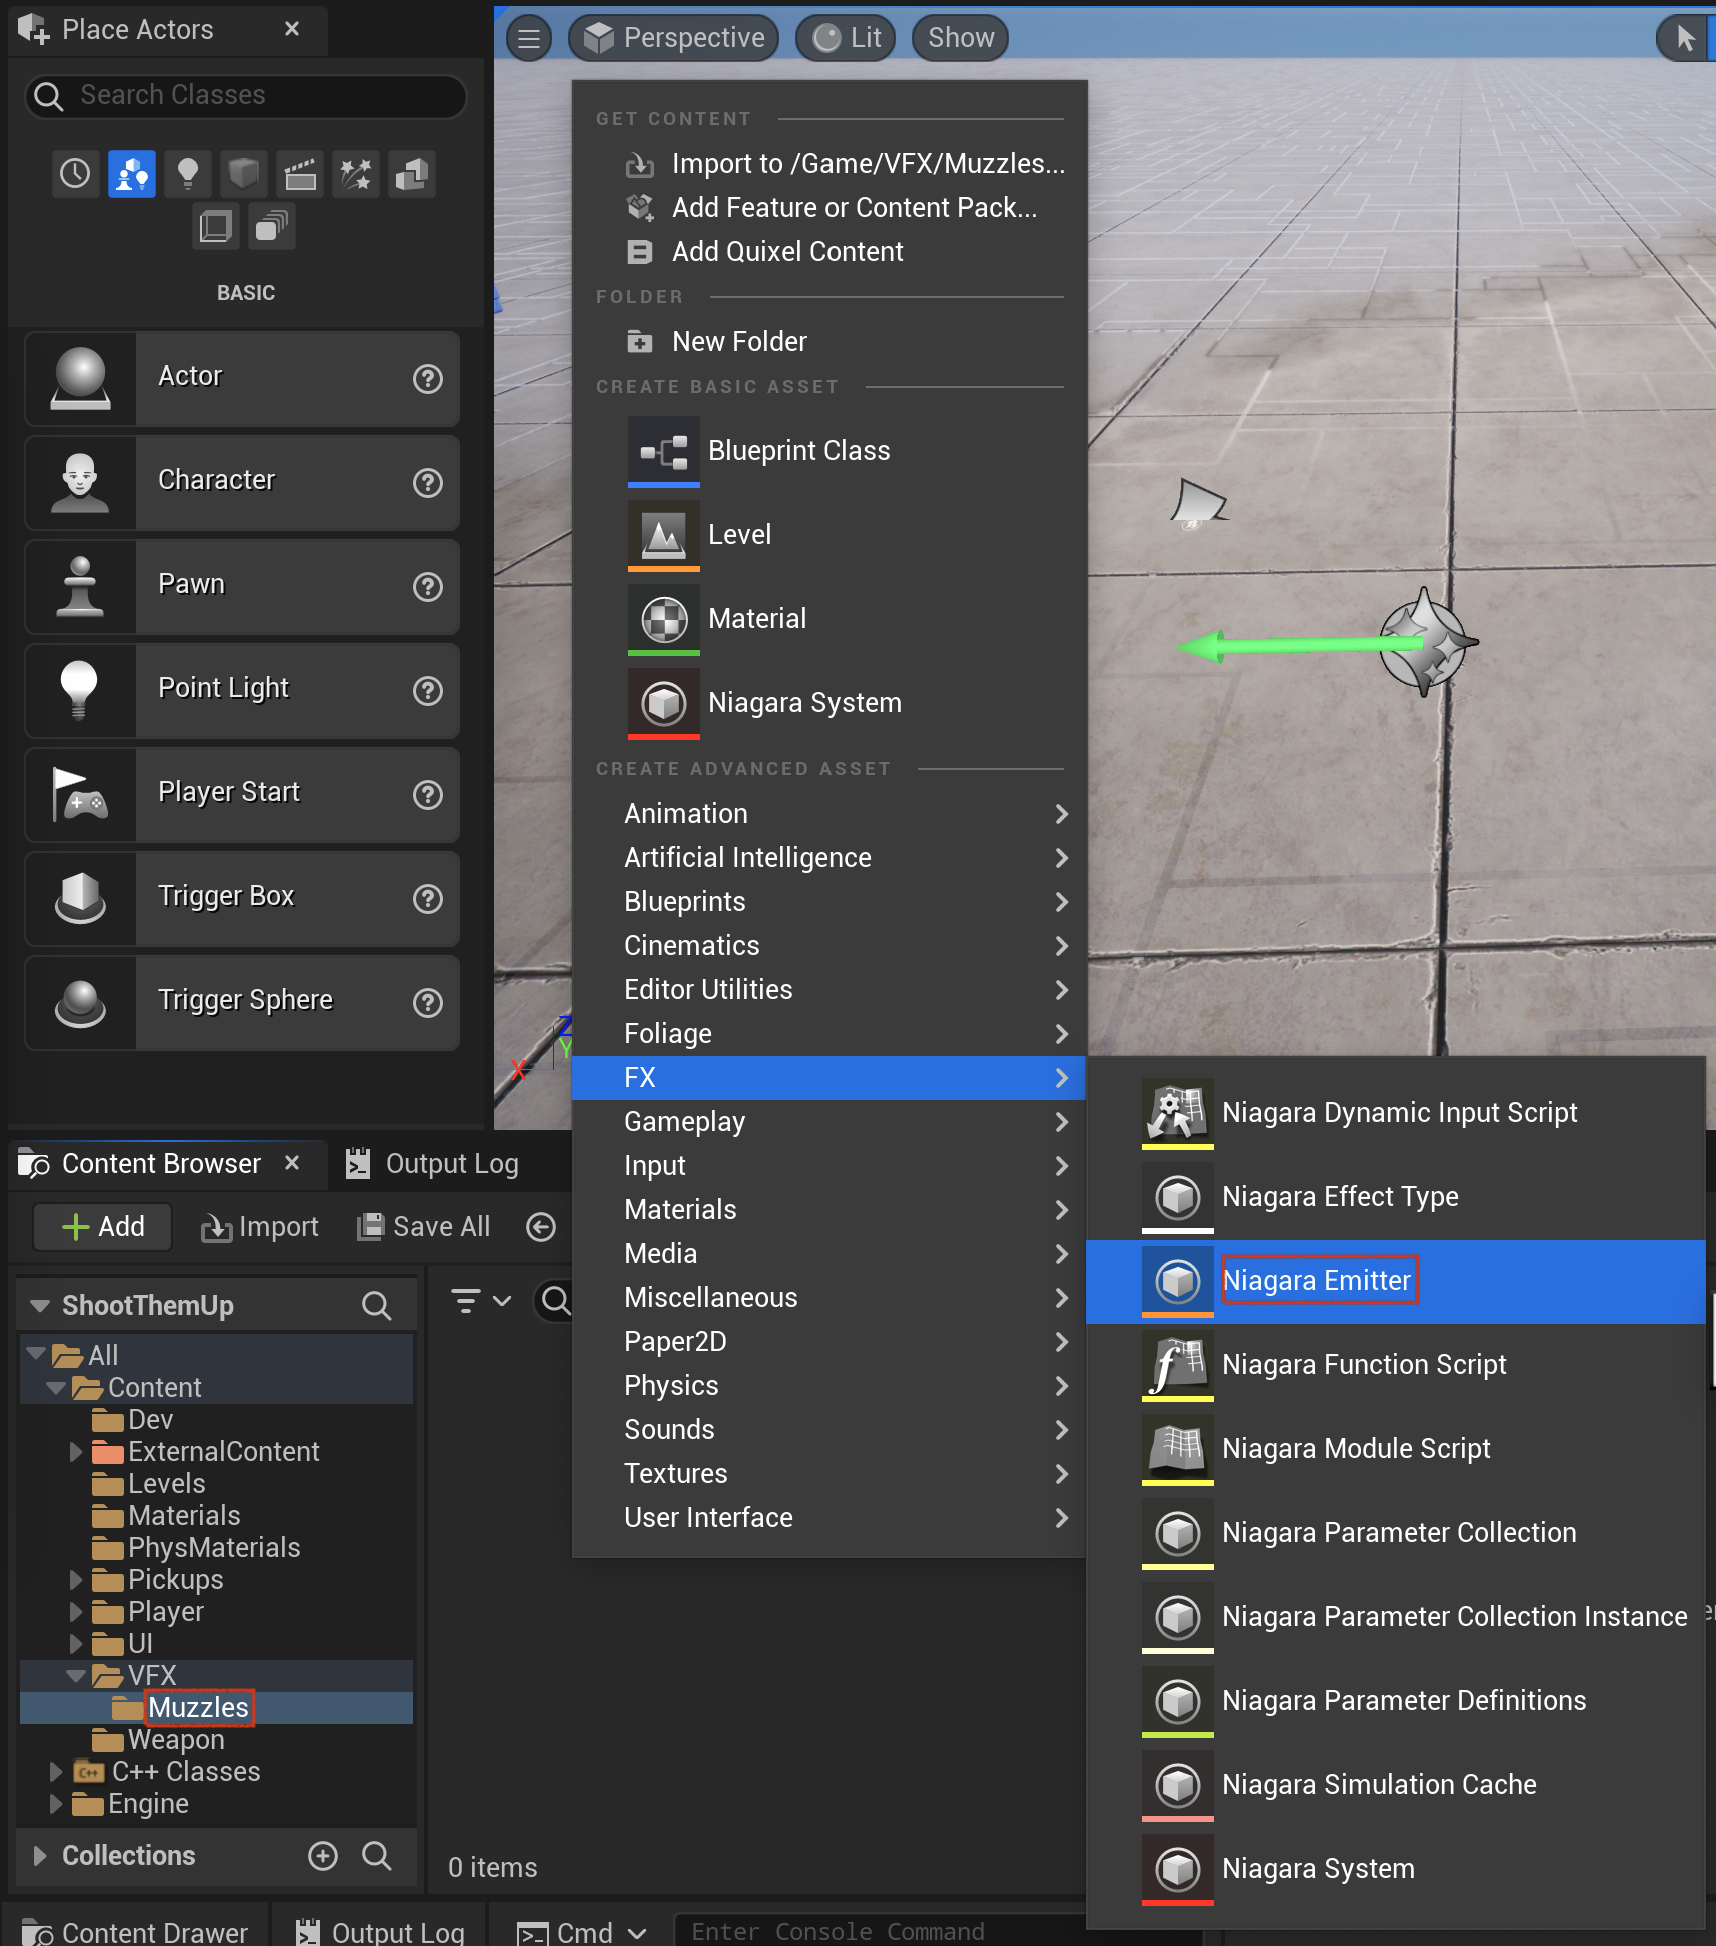 Place Actors
Search Classes
BASIC
Actor
Character
Pawn
Point Light
Player Start
Trigger Box
Trigger Sphere
Perspective
Lit
Show
GET CONTENT
Import to /Game/VFX/Muzzles...
Add Feature or Content Pack...
Add Quixel Content
FOLDER
New Folder
CREATE BASIC ASSET
Blueprint Class
Level
Material
Niagara System
CREATE ADVANCED ASSET
Animation
Artificial Intelligence
Blueprints
Cinematics
Editor Utilities
Foliage
FX
Gameplay
Input
Materials
Media
Miscellaneous
Paper2D
Physics
Sounds
Textures
User Interface
Z
Y
X
Niagara Dynamic Input Script
Niagara Effect Type
Niagara Emitter
Niagara Function Script
Niagara Module Script
Niagara Parameter Collection
Niagara Parameter Collection Instance
Niagara Parameter Definitions
Niagara Simulation Cache
Niagara System
Content Browser
Output Log
Add
Import
Save All
ShootThemUp
All
Content
Dev
ExternalContent
Levels
Materials
PhysMaterials
Pickups
Player
UI
VFX
Muzzles
Weapon
C++ Classes
Engine
Collections
0 items
Content Drawer
Output Log
Cmd
Enter Console Command